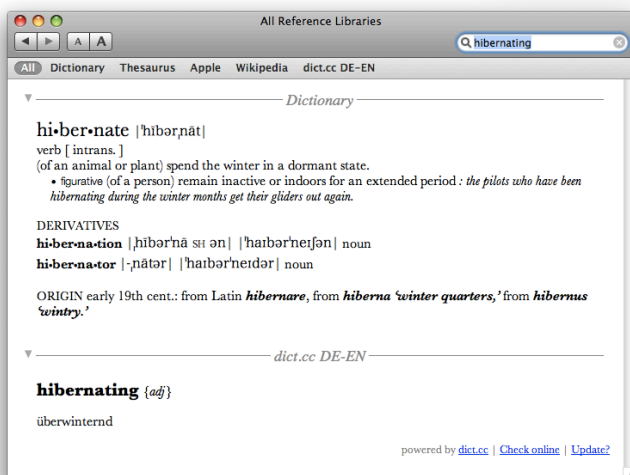 All Reference Libraries
A A
hibernating
All Dictionary Thesaurus Apple Wikipedia dict.cc DE-EN
Dictionary
hi•ber•nate |ˈhībərˌnāt|
verb [ intrans. ]
(of an animal or plant) spend the winter in a dormant state.
• figurative (of a person) remain inactive or indoors for an extended period : the pilots who have been
hibernating during the winter months get their gliders out again.
DERIVATIVES
hi•ber•na•tion |ˌhībərˈnā SH ən| |ˈhaɪbərˈneɪʃən| noun
hi•ber•na•tor |-ˌnātər| |ˈhaɪbərˈneɪdər| noun
ORIGIN early 19th cent.: from Latin hibernare, from hiberna ‘winter quarters,’ from hibernus
‘wintry.’
dict.cc DE-EN
hibernating {adj}
überwinternd
powered by dict.cc | Check online | Update?